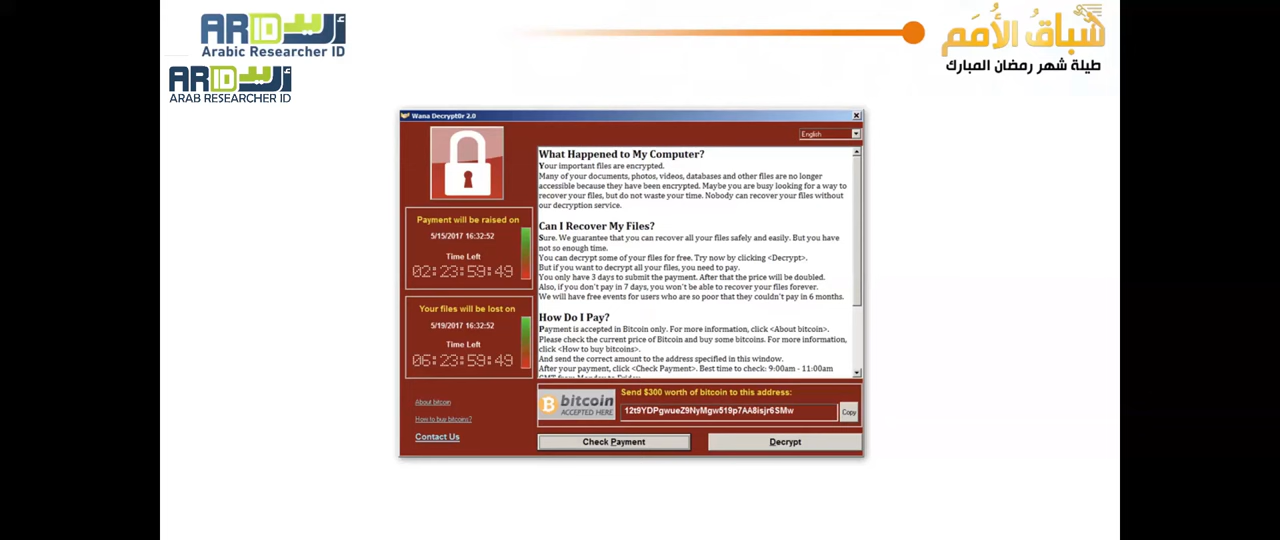 ARID أريد
Arabic Researcher ID
ARID أريد
ARAB RESEARCHER ID
سباقُ الأُمَم
طيلة شهر رمضان المبارك
Wana Decrypt0r 2.0
English
What Happened to My Computer?
Your important files are encrypted.
Many of your documents, photos, videos, databases and other files are no longer
accessible because they have been encrypted. Maybe you are busy looking for a way to
recover your files, but do not waste your time. Nobody can recover your files without
our decryption service.
Can I Recover My Files?
Sure. We guarantee that you can recover all your files safely and easily. But you have
not so enough time.
You can decrypt some of your files for free. Try now by clicking <Decrypt>.
But if you want to decrypt all your files, you need to pay.
You only have 3 days to submit the payment. After that the price will be doubled.
Also, if you don't pay in 7 days, you won't be able to recover your files forever.
We will have free events for users who are so poor that they couldn't pay in 6 months.
How Do I Pay?
Payment is accepted in Bitcoin only. For more information, click <About bitcoin>.
Please check the current price of Bitcoin and buy some bitcoins. For more information,
click <How to buy bitcoins>.
And send the correct amount to the address specified in this window.
After your payment, click <Check Payment>. Best time to check: 9:00am - 11:00am
GMT from Monday to Friday.
Payment will be raised on
5/15/2017 16:32:52
Time Left
02:23:59:49
Your files will be lost on
5/19/2017 16:32:52
Time Left
06:23:59:49
About bitcoin
How to buy bitcoins?
Contact Us
bitcoin
ACCEPTED HERE
Send $300 worth of bitcoin to this address:
12t9YDPgwueZ9NyMgw519p7AA8isjr6SMw
Copy
Check Payment
Decrypt